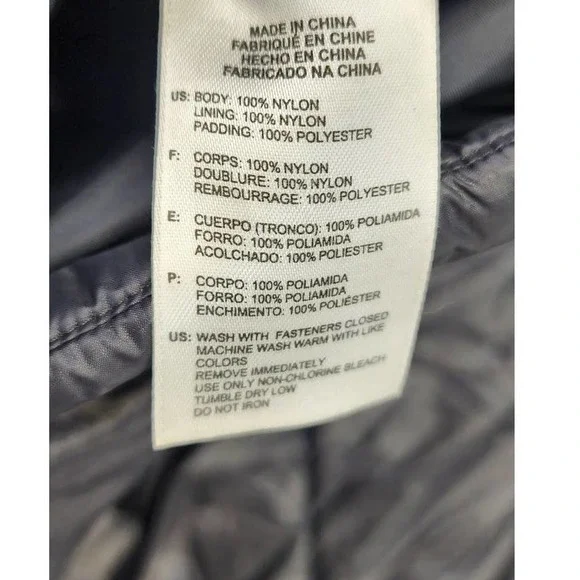 MADE IN CHINA
FABRIQUÉ EN CHINE
HECHO EN CHINA
FABRICADO NA CHINA
US: BODY: 100% NYLON
LINING: 100% NYLON
PADDING: 100% POLYESTER
F: CORPS: 100% NYLON
DOUBLURE: 100% NYLON
REMBOURRAGE: 100% POLYESTER
E: CUERPO (TRONCO): 100% POLIAMIDA
FORRO: 100% POLIAMIDA
ACOLCHADO: 100% POLIESTER
P: CORPO: 100% POLIAMIDA
FORRO: 100% POLIAMIDA
ENCHIMENTO: 100% POLIÉSTER
US: WASH WITH FASTENERS CLOSED
MACHINE WASH WARM WITH LIKE
COLORS
REMOVE IMMEDIATELY
USE ONLY NON-CHLORINE BLEACH
TUMBLE DRY LOW
DO NOT IRON